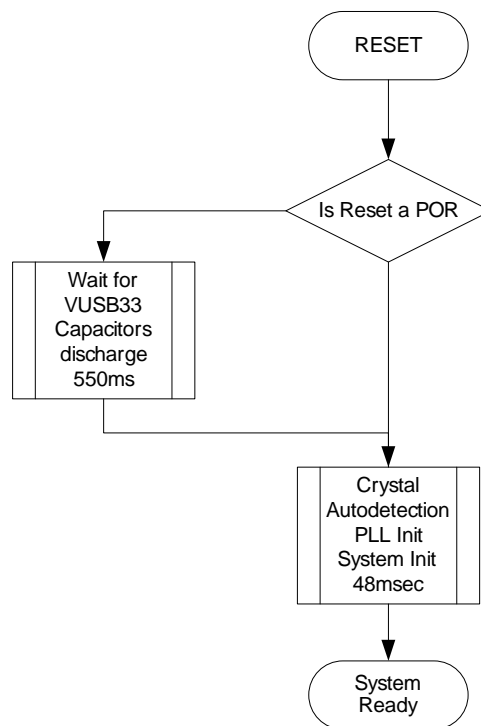 RESET
Is Reset a POR
Wait for
VUSB33
Capacitors
discharge
550ms
Crystal
Autodetection
PLL Init
System Init
48msec
System
Ready